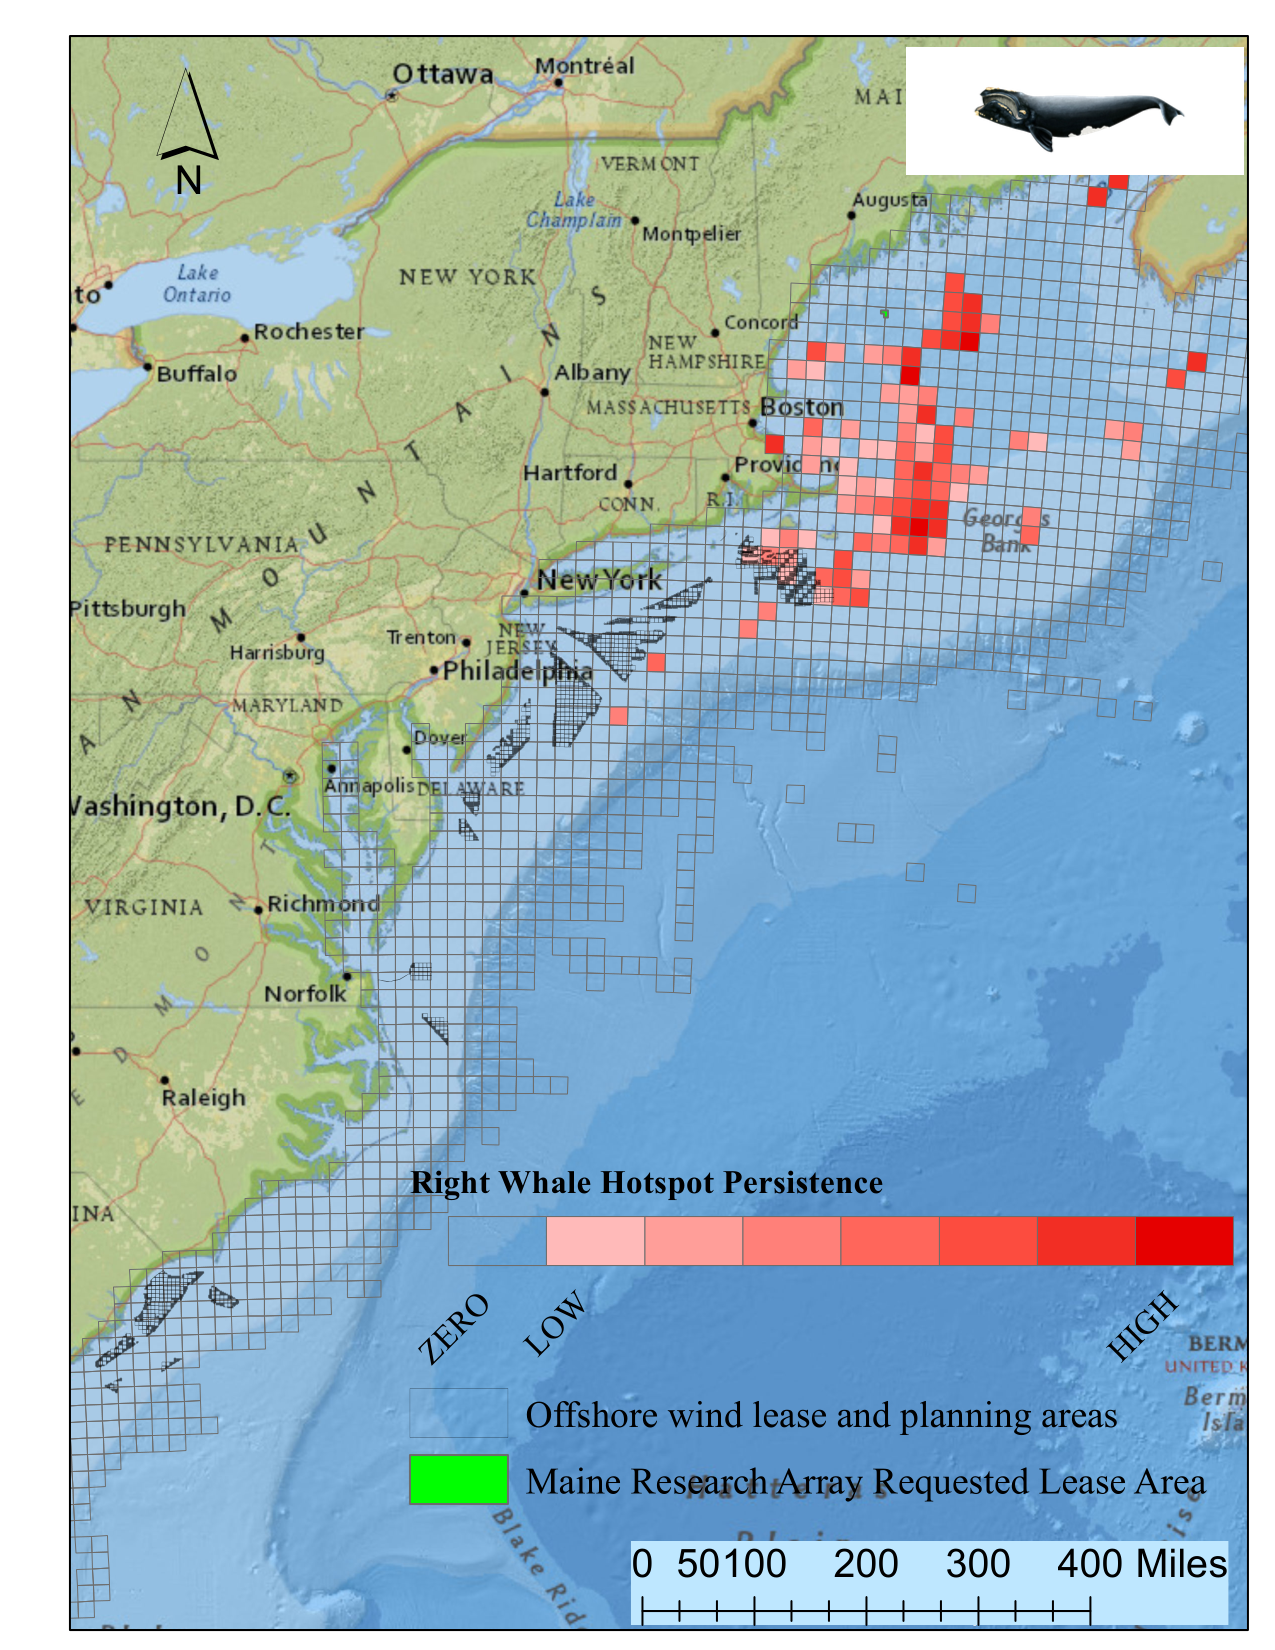 Ottawa
Montréal
MAI
N
VERMONT
Lake
Champlain
Augusta
Montpelier
Lake
Ontario
NEW YORK
to
Rochester
Concord
NEW
HAMPSHIRE
Buffalo
Albany
MASSACHUSETTS
Boston
Hartford
CONN.
R.I.
PENNSYLVANIA
M O U N T A I N S
Georges
Bank
New York
Pittsburgh
Harrisburg
Trenton
NEW
JERSEY
Philadelphia
MARYLAND
Dover
Annapolis
DELAWARE
Washington, D.C.
VIRGINIA
Richmond
Norfolk
Raleigh
INA
Right Whale Hotspot Persistence
ZERO
LOW
HIGH
BERM
UNITED K
Berm
Isla
Offshore wind lease and planning areas
Maine Research Array Requested Lease Area
Hatteras
Blake Rid
0 50 100 200 300 400 Miles